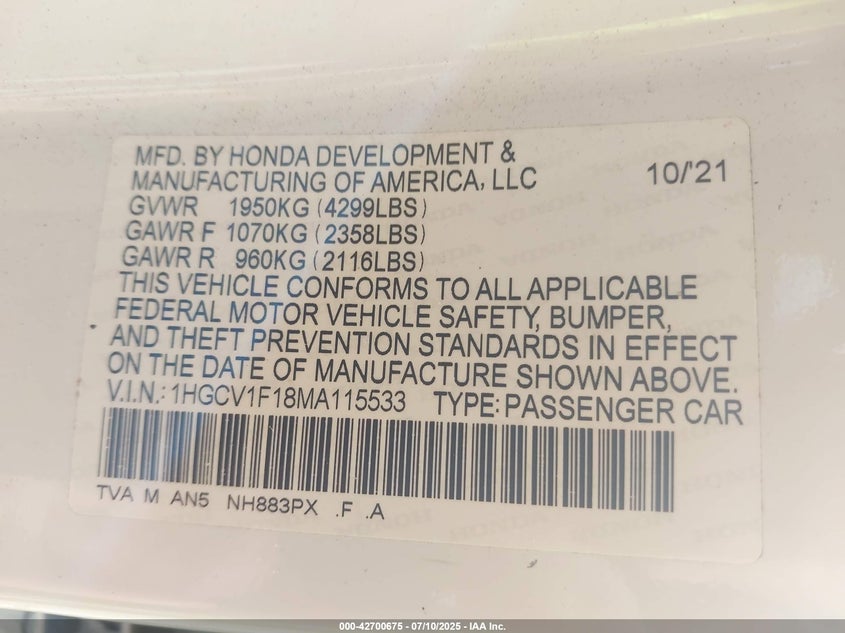 MFD. BY HONDA DEVELOPMENT &
MANUFACTURING OF AMERICA, LLC 10/'21
GVWR 1950KG (4299LBS)
GAWR F 1070KG (2358LBS)
GAWR R 960KG (2116LBS)
THIS VEHICLE CONFORMS TO ALL APPLICABLE
FEDERAL MOTOR VEHICLE SAFETY, BUMPER,
AND THEFT PREVENTION STANDARDS IN EFFECT
ON THE DATE OF MANUFACTURE SHOWN ABOVE.
V.I.N.: 1HGCV1F18MA115533 TYPE: PASSENGER CAR
TVA M AN5 NH883PX .F .A
000-42700675 - 07/10/2025 - IAA Inc.